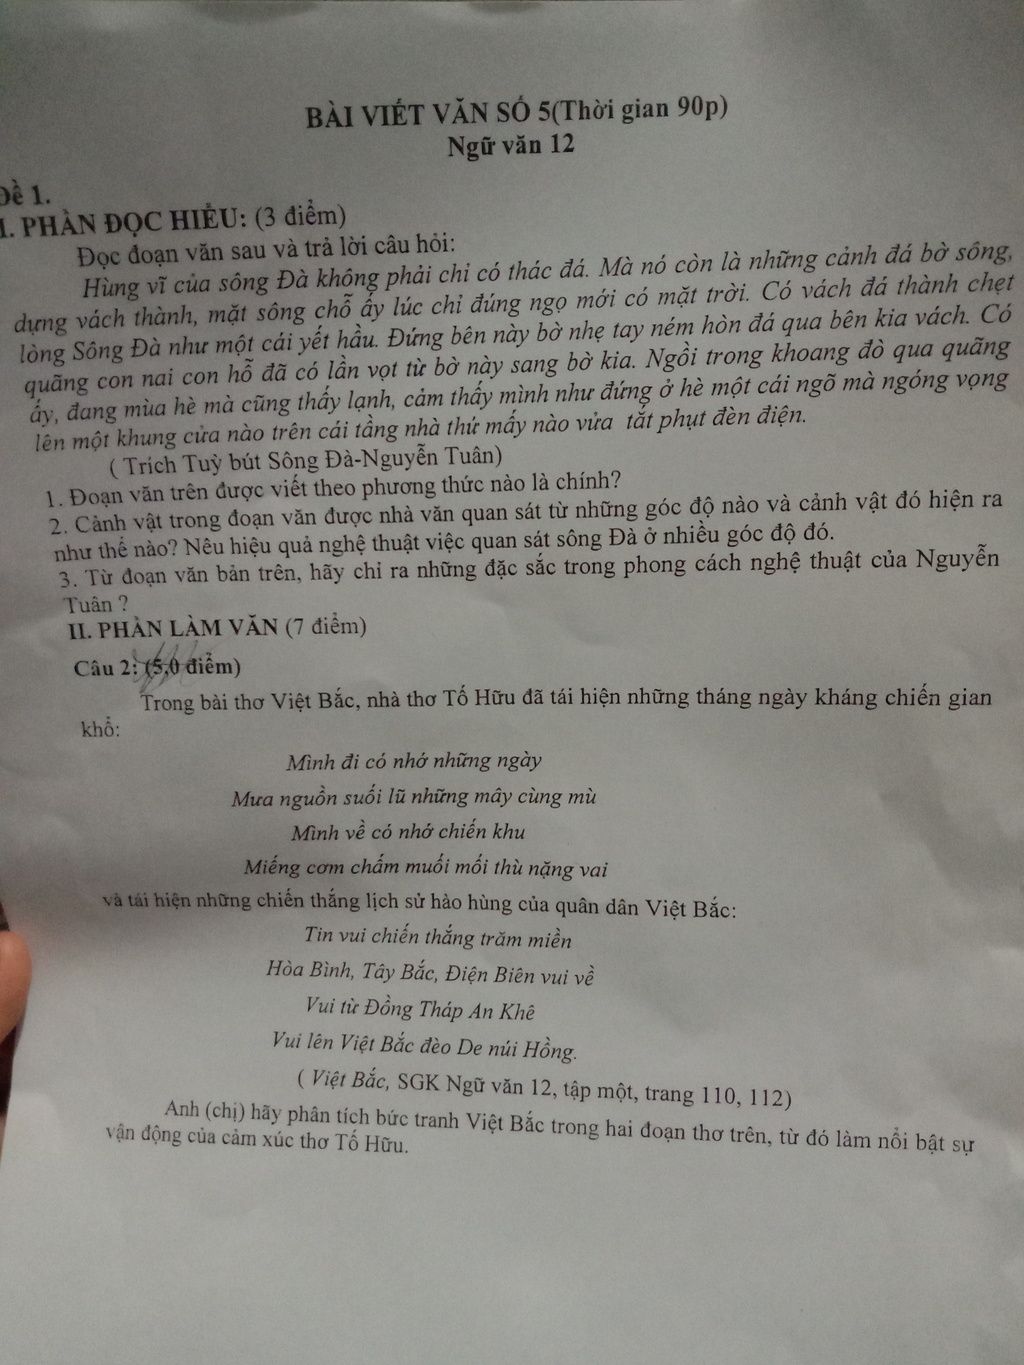 BÀI VIẾT VĂN SỐ 5(Thời gian 90p)
Ngữ văn 12
Đề 1.
I. PHẦN ĐỌC HIỂU: (3 điểm)
Đọc đoạn văn sau và trả lời câu hỏi:
Hùng vĩ của sông Đà không phải chỉ có thác đá. Mà nó còn là những cảnh đá bờ sông,
dựng vách thành, mặt sông chỗ ấy lúc chỉ đúng ngọ mới có mặt trời. Có vách đá thành chẹt
lòng Sông Đà như một cái yết hầu. Đứng bên này bờ nhẹ tay ném hòn đá qua bên kia vách. Có
quãng con nai con hổ đã có lần vọt từ bờ này sang bờ kia. Ngồi trong khoang đò qua quãng
ấy, đang mùa hè mà cũng thấy lạnh, cảm thấy mình như đứng ở hè một cái ngõ mà ngóng vọng
lên một khung cửa nào trên cái tầng nhà thứ mấy nào vừa tắt phụt đèn điện.
( Trích Tuỳ bút Sông Đà-Nguyễn Tuân)
1. Đoạn văn trên được viết theo phương thức nào là chính?
2. Cảnh vật trong đoạn văn được nhà văn quan sát từ những góc độ nào và cảnh vật đó hiện ra
như thế nào? Nêu hiệu quả nghệ thuật việc quan sát sông Đà ở nhiều góc độ đó.
3. Từ đoạn văn bản trên, hãy chỉ ra những đặc sắc trong phong cách nghệ thuật của Nguyễn
Tuân ?
II. PHẦN LÀM VĂN (7 điểm)
Câu 2: (5,0 điểm)
Trong bài thơ Việt Bắc, nhà thơ Tố Hữu đã tái hiện những tháng ngày kháng chiến gian
khổ:
Mình đi có nhớ những ngày
Mưa nguồn suối lũ những mây cùng mù
Mình về có nhớ chiến khu
Miếng cơm chấm muối mối thù nặng vai
và tái hiện những chiến thắng lịch sử hào hùng của quân dân Việt Bắc:
Tin vui chiến thắng trăm miền
Hòa Bình, Tây Bắc, Điện Biên vui về
Vui từ Đồng Tháp An Khê
Vui lên Việt Bắc đèo De núi Hồng.
( Việt Bắc, SGK Ngữ văn 12, tập một, trang 110, 112)
Anh (chị) hãy phân tích bức tranh Việt Bắc trong hai đoạn thơ trên, từ đó làm nổi bật sự
vận động của cảm xúc thơ Tố Hữu.